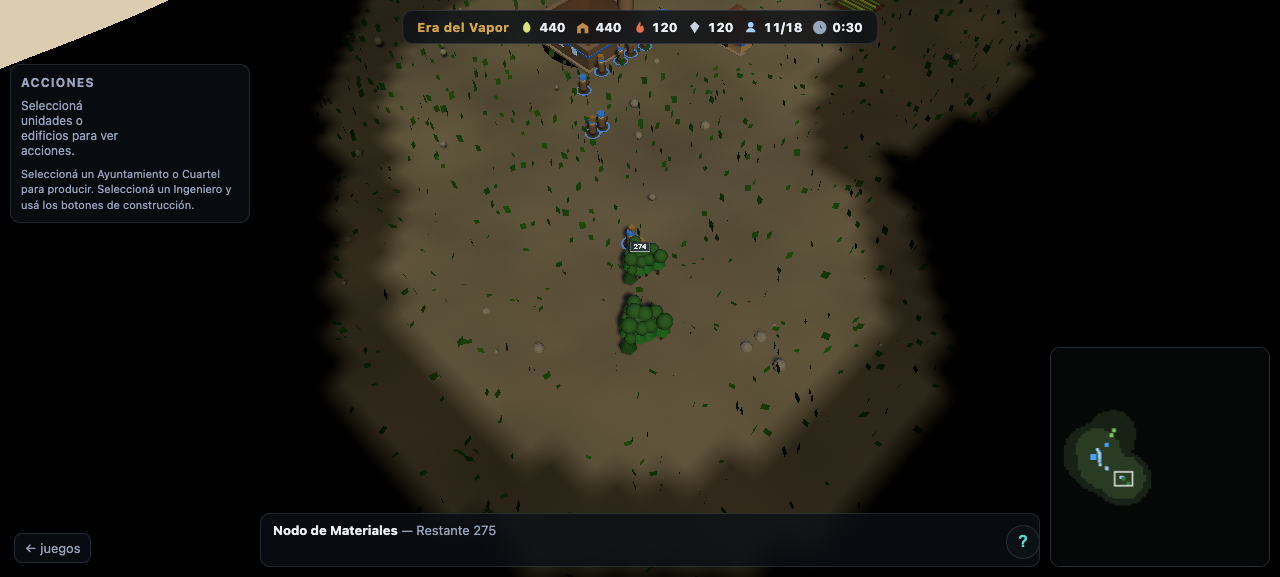 Era del Vapor 440 440 120 120 11/18 0:30
ACCIONES
Seleccioná
unidades o
edificios para ver
acciones.
Seleccioná un Ayuntamiento o Cuartel
para producir. Seleccioná un Ingeniero y
usá los botones de construcción.
274
Nodo de Materiales — Restante 275
?
← juegos